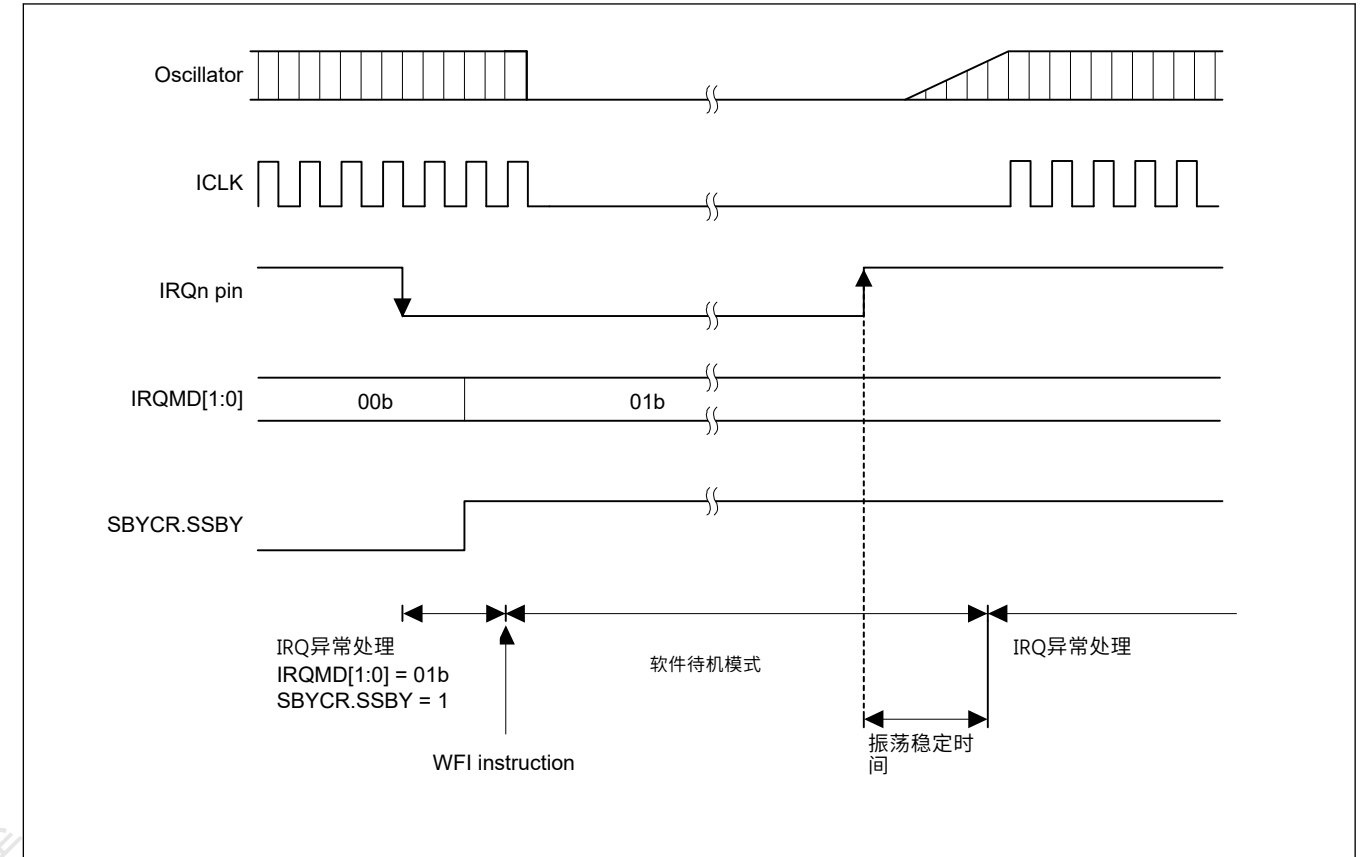 Oscillator
ICLK
IRQn pin
IRQMD[1:0]
00b
01b
SBYCR.SSBY
IRQ异常处理
IRQMD[1:0] = 01b
SBYCR.SSBY = 1
软件待机模式
IRQ异常处理
振荡稳定时
间
WFI instruction